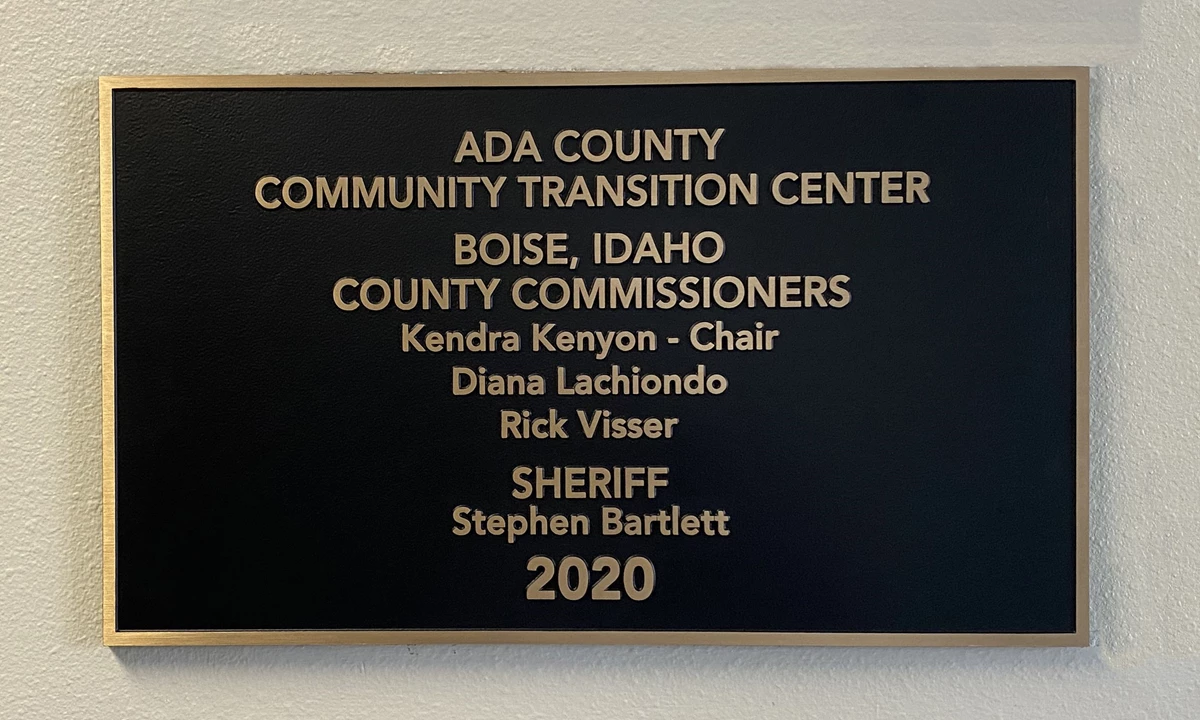 ADA COUNTY
COMMUNITY TRANSITION CENTER
BOISE, IDAHO
COUNTY COMMISSIONERS
Kendra Kenyon - Chair
Diana Lachiondo
Rick Visser
SHERIFF
Stephen Bartlett
2020